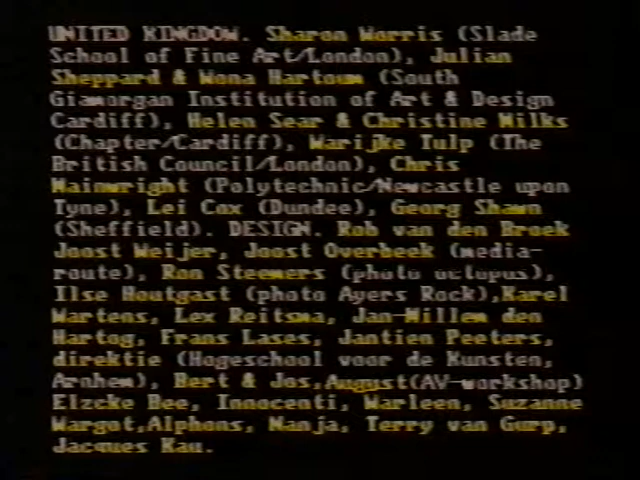 UNITED KINGDOM. Sharon Morris (Slade
School of Fine Art/London), Julian
Sheppard & Mona Hartoum (South
Glamorgan Institution of Art & Design
Cardiff), Helen Sear & Christine Wilks
(Chapter/Cardiff), Marijke Tulp (The
British Council/London), Chris
Wainwright (Polytechnic/Newcastle upon
Tyne), Lei Cox (Dundee), Georg Shawn
(Sheffield). DESIGN. Rob van den Broek
Joost Meijer, Joost Overbeek (media-
route), Ron Steemers (photo octopus),
Ilse Houtgast (photo Ayers Rock),Karel
Martens, Lex Reitsma, Jan-Willem den
Hartog, Frans Lases, Jantien Peeters,
direktie (Hogeschool voor de Kunsten,
Arnhem), Bert & Jos,August(AV-workshop)
Elzcke Bee, Innocenti, Marleen, Suzanne
Margot,Alphons, Manja, Terry van Gurp,
Jacques Kau.